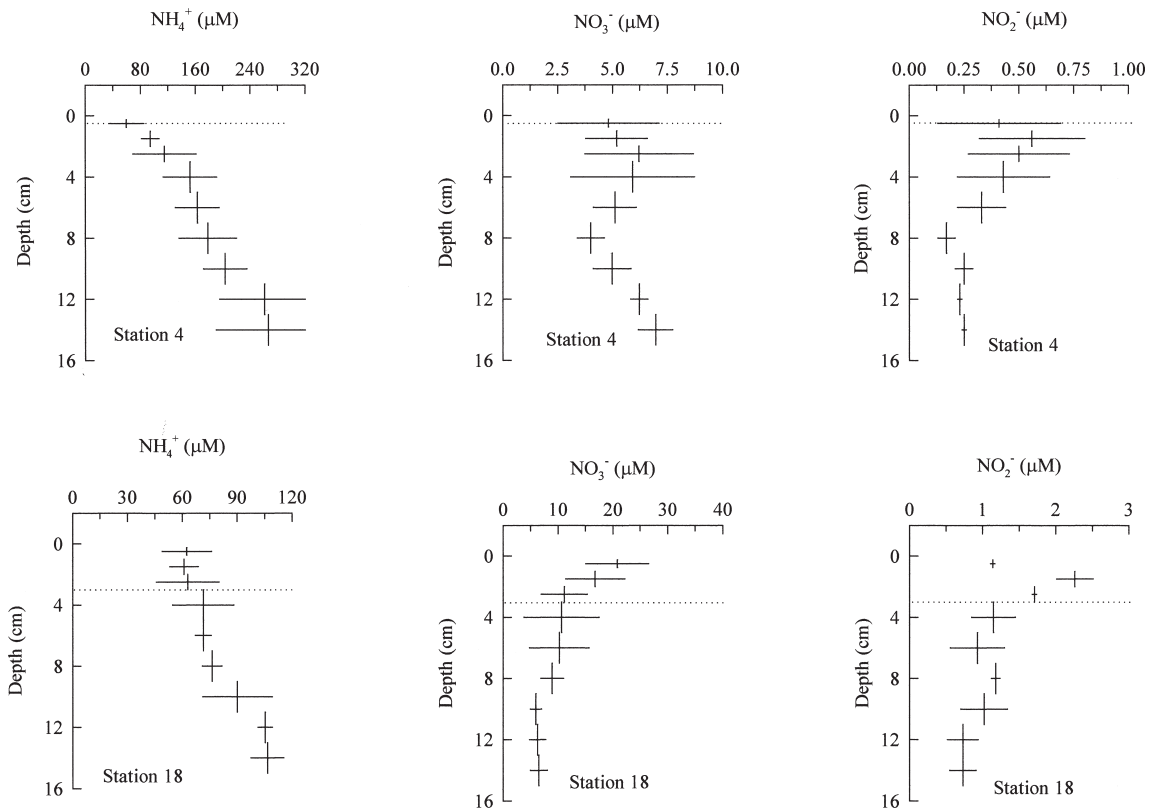 NH₄⁺ (μM)
0 80 160 240 320
0
4
8
12
16
Depth (cm)
Station 4
NO₃⁻ (μM)
0.0 2.5 5.0 7.5 10.0
0
4
8
12
16
Depth (cm)
Station 4
NO₂⁻ (μM)
0.00 0.25 0.50 0.75 1.00
0
4
8
12
16
Depth (cm)
Station 4
NH₄⁺ (μM)
0 30 60 90 120
0
4
8
12
16
Depth (cm)
Station 18
NO₃⁻ (μM)
0 10 20 30 40
0
4
8
12
16
Depth (cm)
Station 18
NO₂⁻ (μM)
0 1 2 3
0
4
8
12
16
Depth (cm)
Station 18